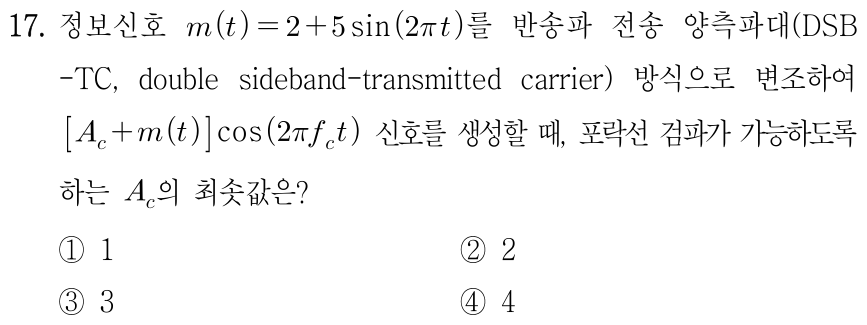 17. 정보신호 m(t)=2+5sin(2πt)를 반송파 전송 양측파대(DSB
-TC, double sideband-transmitted carrier) 방식으로 변조하여
[A_c+m(t)]cos(2πf_ct) 신호를 생성할 때, 포락선 검파가 가능하도록
하는 A_c의 최솟값은?
① 1 ② 2
③ 3 ④ 4